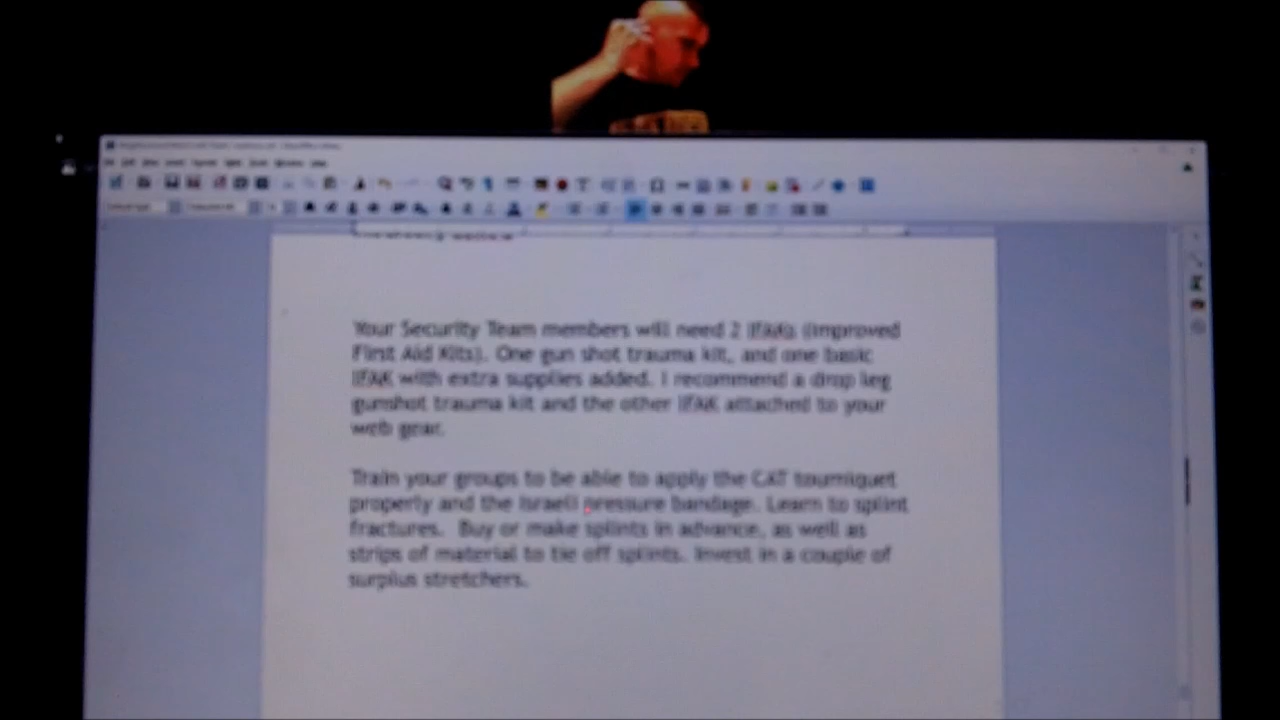 Your Security Team members will need 2 IFAKs (Improved
First Aid Kits). One gun shot trauma kit, and one basic
IFAK with extra supplies added. I recommend a drop leg
gunshot trauma kit and the other IFAK attached to your
web gear.
Train your groups to be able to apply the CAT tourniquet
properly and the Israeli pressure bandage. Learn to splint
fractures. Buy or make splints in advance, as well as
strips of material to tie off splints. Invest in a couple of
surplus stretchers.